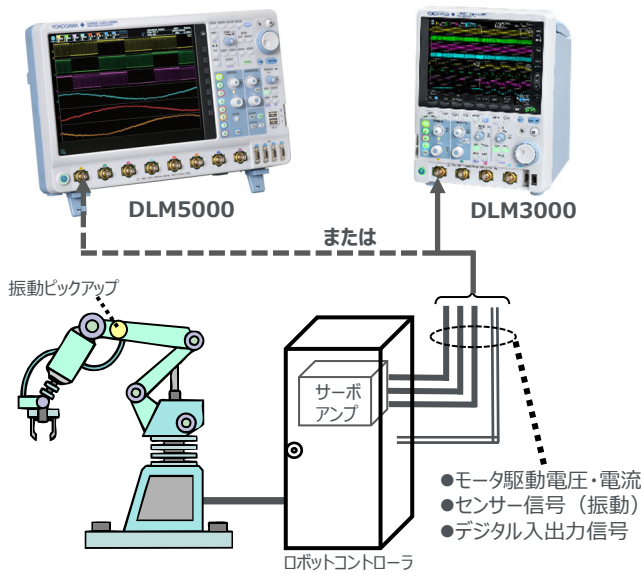 YOKOGAWA
YOKOGAWA
DLM5000
DLM3000
または
振動ピックアップ
サーボ
アンプ
●モータ駆動電圧・電流
●センサー信号（振動）
●デジタル入出力信号
ロボットコントローラ